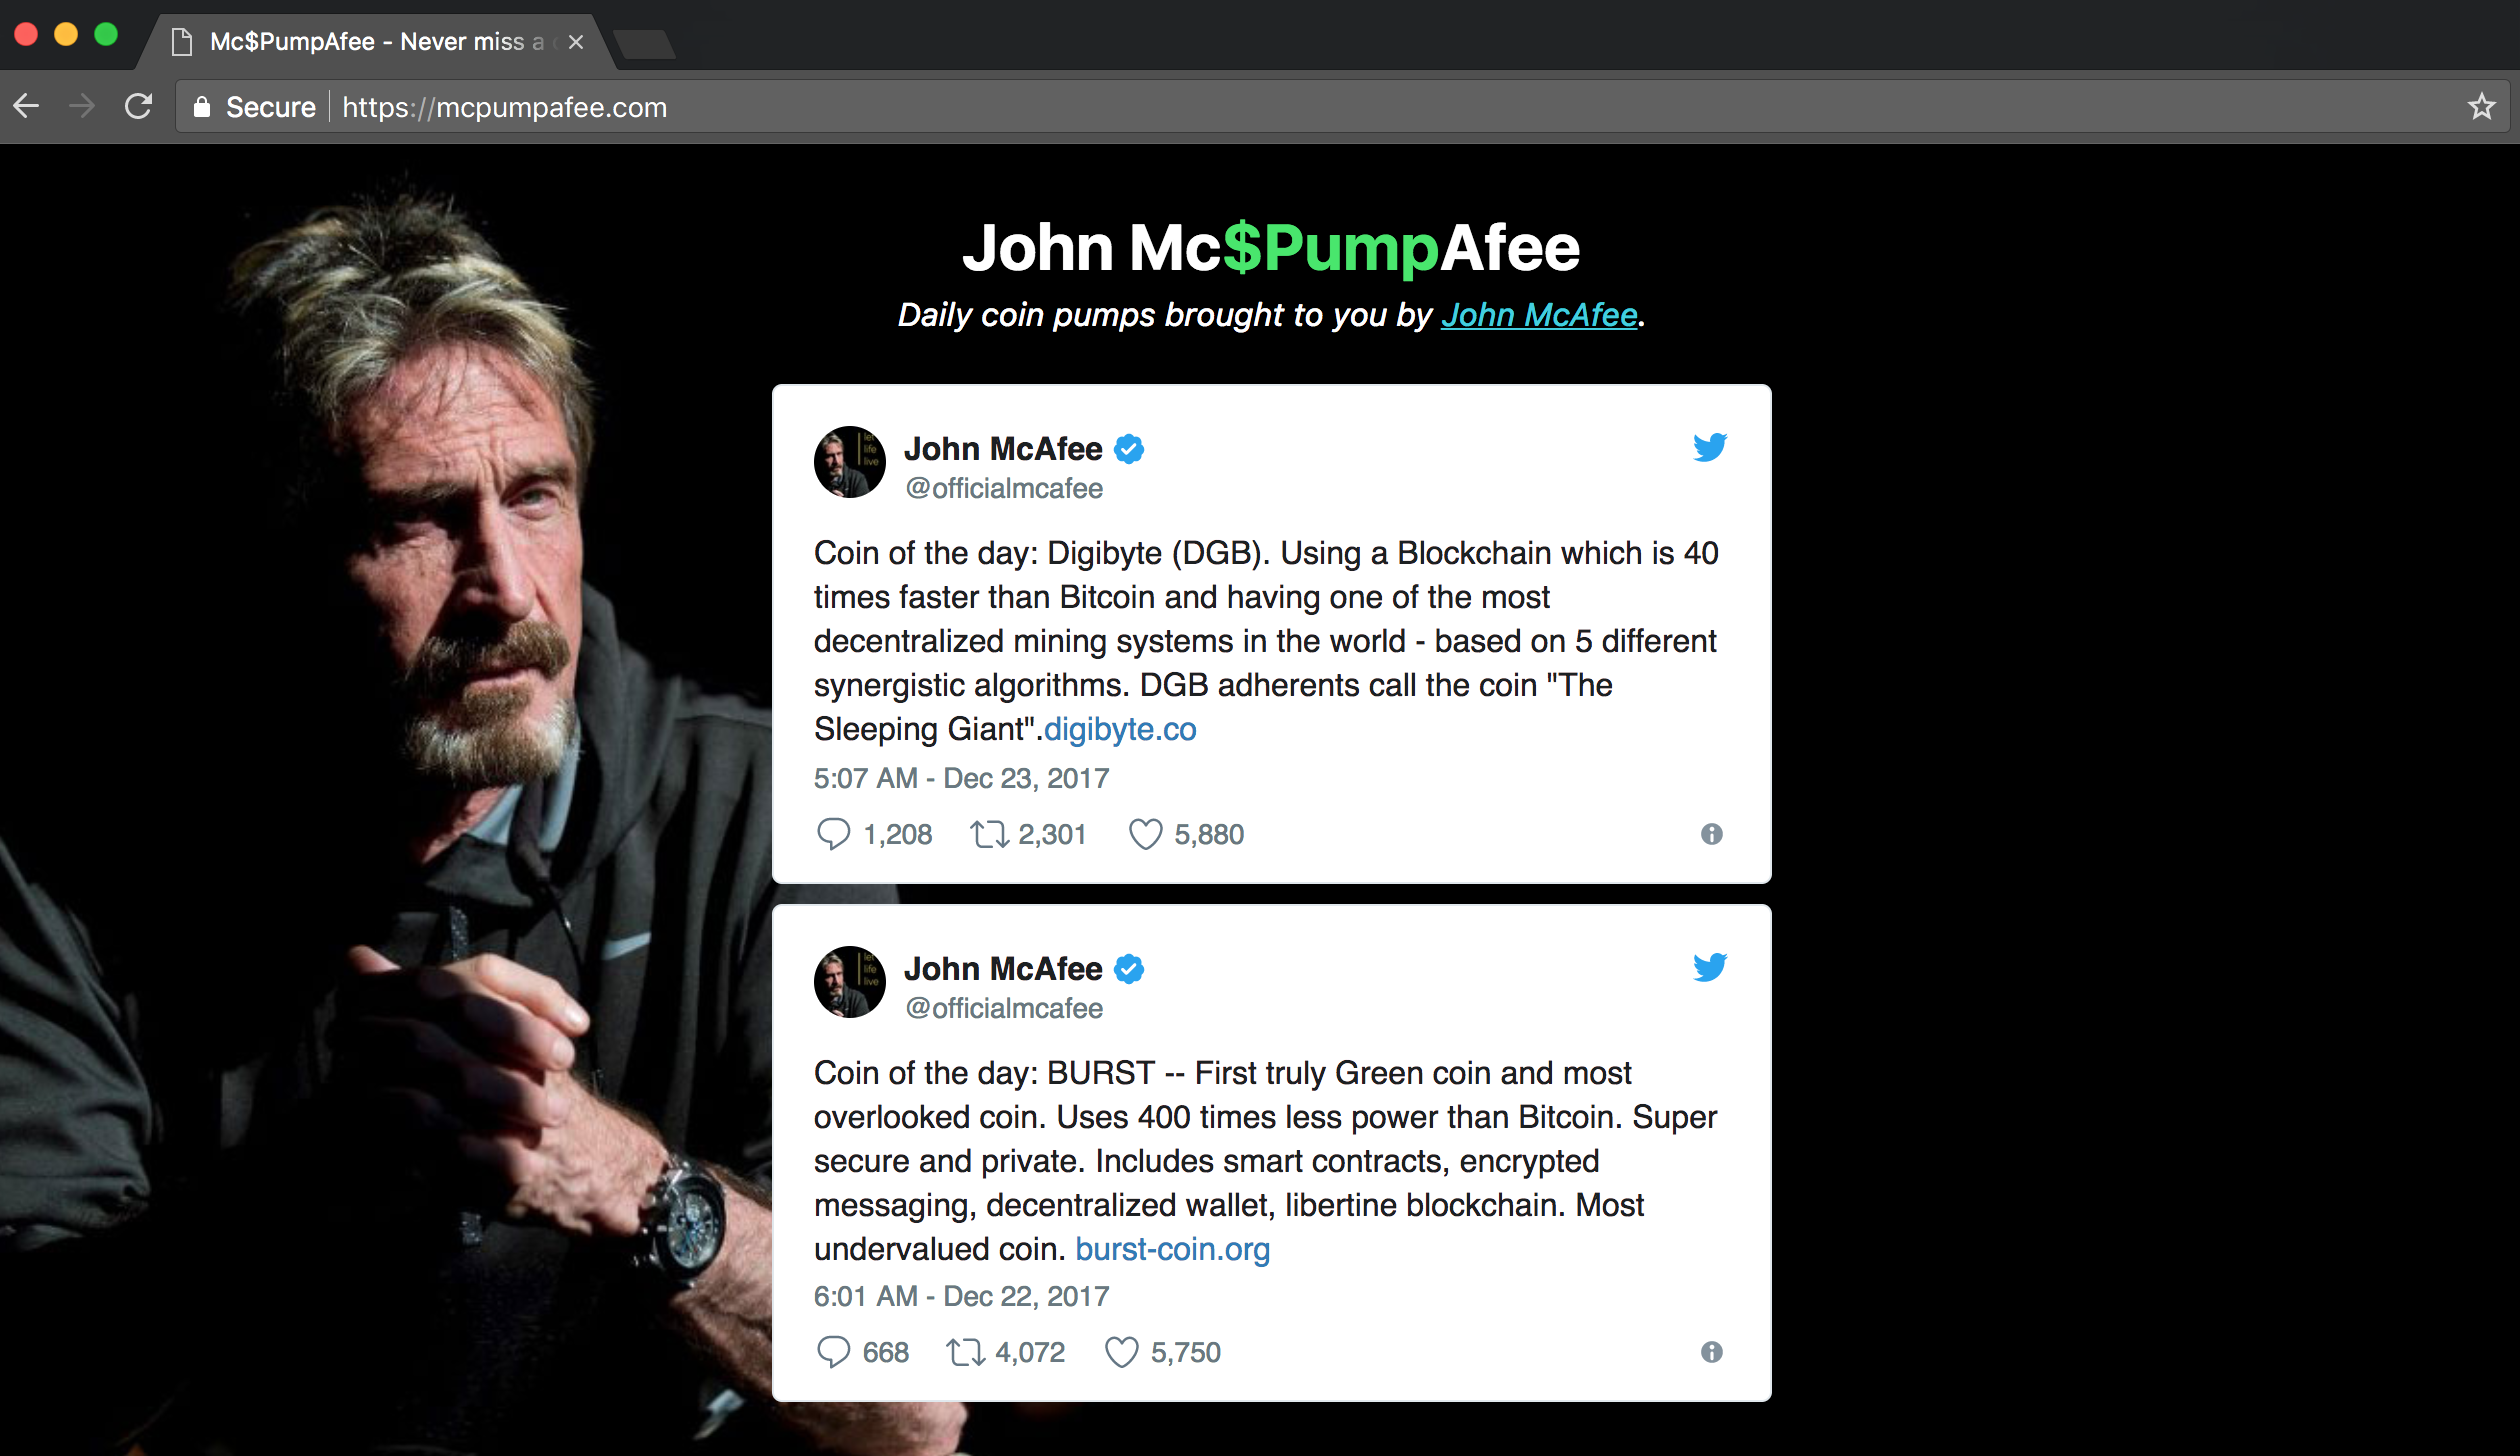 Mc$PumpAfee - Never miss a
Secure
https://mcpumpafee.com
John Mc$PumpAfee
Daily coin pumps brought to you by John McAfee.
let
life
live
John McAfee
@officialmcafee
Coin of the day: Digibyte (DGB). Using a Blockchain which is 40
times faster than Bitcoin and having one of the most
decentralized mining systems in the world - based on 5 different
synergistic algorithms. DGB adherents call the coin "The
Sleeping Giant".digibyte.co
5:07 AM - Dec 23, 2017
1,208 2,301 5,880
let
life
live
John McAfee
@officialmcafee
Coin of the day: BURST -- First truly Green coin and most
overlooked coin. Uses 400 times less power than Bitcoin. Super
secure and private. Includes smart contracts, encrypted
messaging, decentralized wallet, libertine blockchain. Most
undervalued coin. burst-coin.org
6:01 AM - Dec 22, 2017
668 4,072 5,750